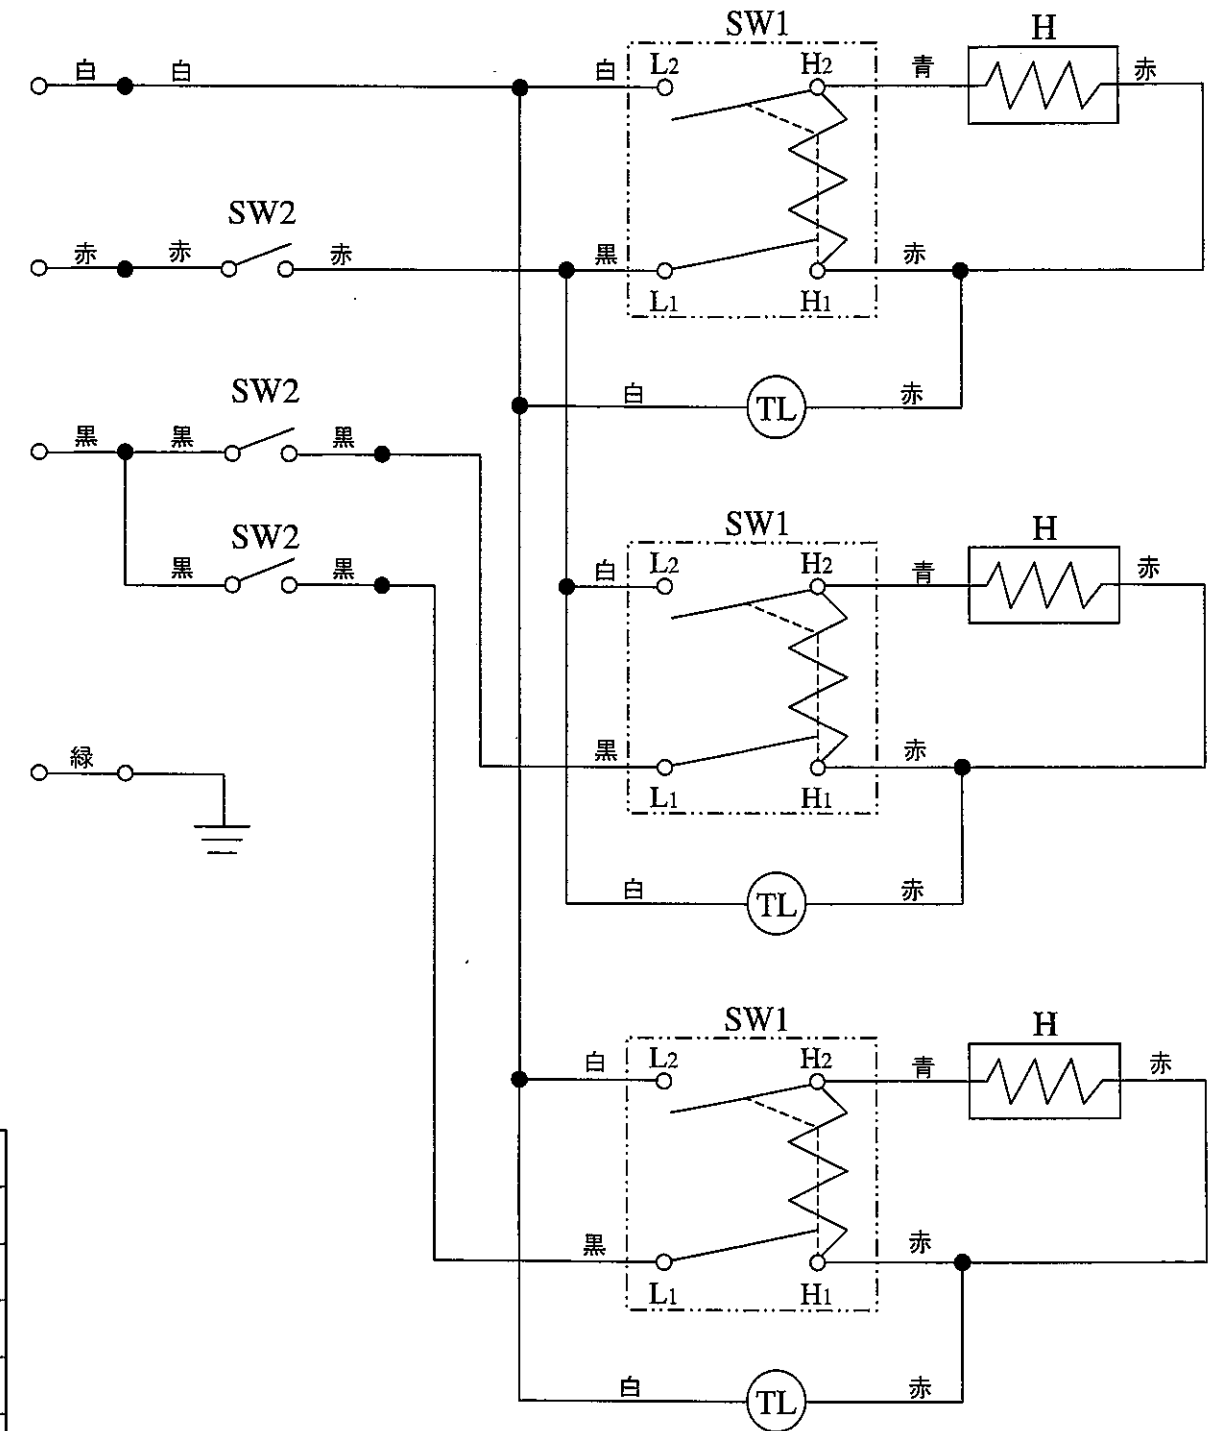 SW1 H
白 白 白 L2 H2 青 赤
SW2
赤 赤 赤 黒 赤
L1 H1
SW2
白 TL 赤
黒 黒 黒
SW1 H
SW2
黒 黒 白 L2 H2 青 赤
緑 黒 赤
L1 H1
白 TL 赤
SW1 H
白 L2 H2 青 赤
黒 赤
L1 H1
白 TL 赤